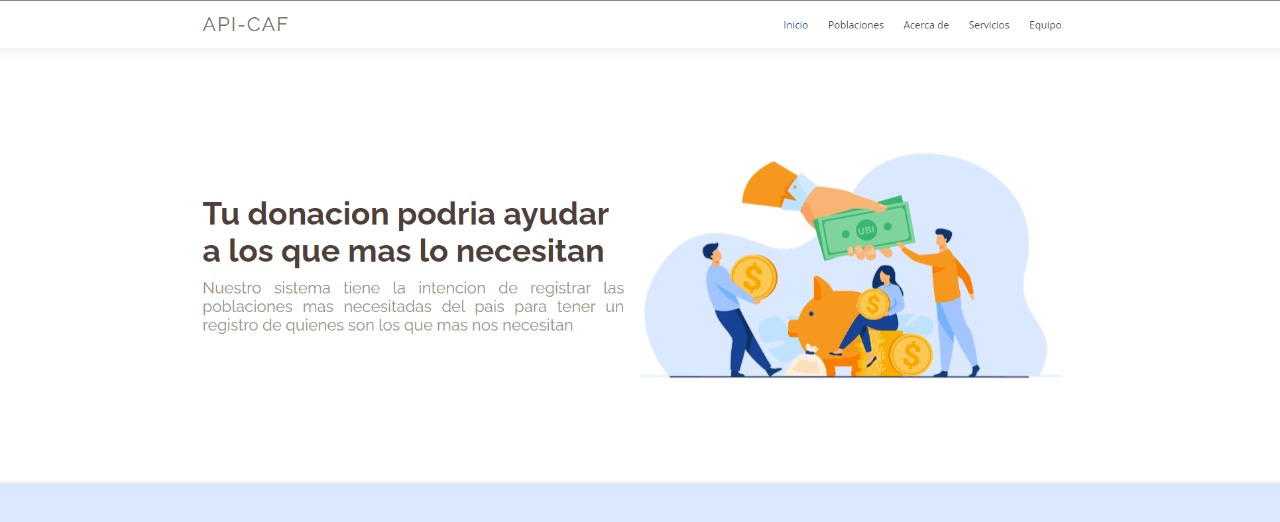 API-CAF
Inicio Poblaciones Acerca de Servicios Equipo
Tu donacion podria ayudar
a los que mas lo necesitan
Nuestro sistema tiene la intencion de registrar las
poblaciones mas necesitadas del pais para tener un
registro de quienes son los que mas nos necesitan
UBI
$
$
$